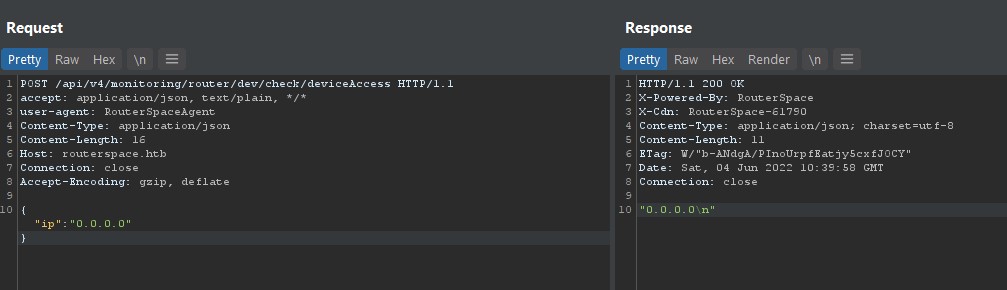 Request
Pretty Raw Hex \n
1 POST /api/v4/monitoring/router/dev/check/deviceAccess HTTP/1.1
2 accept: application/json, text/plain, */*
3 user-agent: RouterSpaceAgent
4 Content-Type: application/json
5 Content-Length: 16
6 Host: routerspace.htb
7 Connection: close
8 Accept-Encoding: gzip, deflate
9
10 {
"ip":"0.0.0.0"
}
Response
Pretty Raw Hex Render \n
1 HTTP/1.1 200 OK
2 X-Powered-By: RouterSpace
3 X-Cdn: RouterSpace-61790
4 Content-Type: application/json; charset=utf-8
5 Content-Length: 11
6 ETag: W/"b-ANdgA/PInoUrpfEatjy5cxfJ0CY"
7 Date: Sat, 04 Jun 2022 10:39:58 GMT
8 Connection: close
9
10 "0.0.0.0\n"